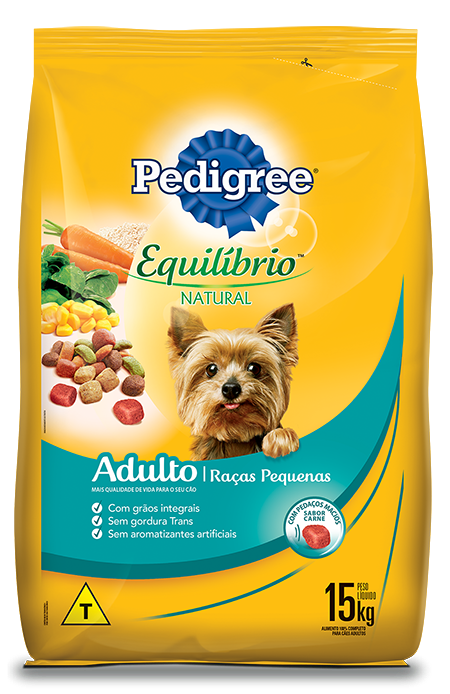 Pedigree®
Equilíbrio™
NATURAL
Adulto | Raças Pequenas
MAIS QUALIDADE DE VIDA PARA O SEU CÃO
Com grãos integrais
Sem gordura Trans
Sem aromatizantes artificiais
COM PEDAÇOS MACIOS
SABOR
CARNE
T
15kg
PESO
LÍQUIDO
ALIMENTO 100% COMPLETO
PARA CÃES ADULTOS